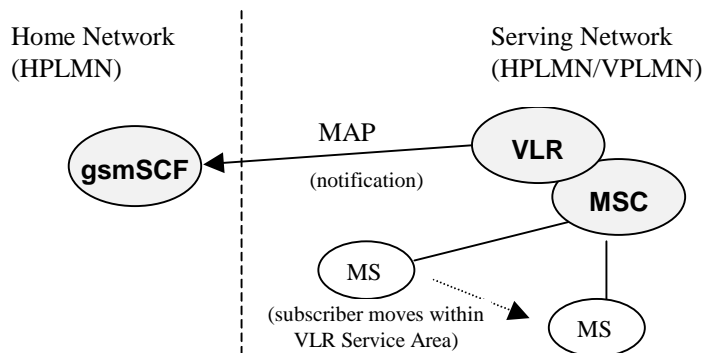 Home Network
(HPLMN)
Serving Network
(HPLMN/VPLMN)
MAP
VLR
gsmSCF
(notification)
MSC
MS
(subscriber moves within
VLR Service Area)
MS